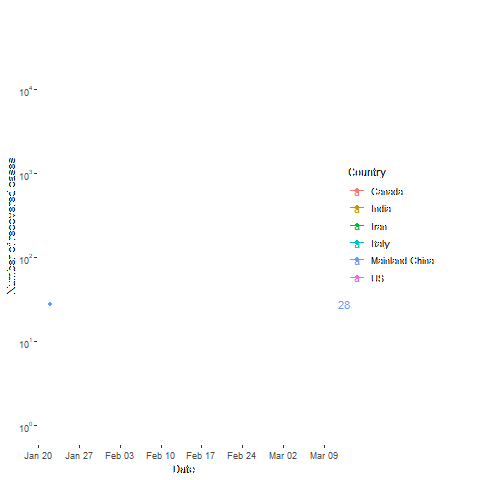 10⁴
10³
10²
10¹
10⁰
Number of recovered cases
Jan 20 Jan 27 Feb 03 Feb 10 Feb 17 Feb 24 Mar 02 Mar 09
Date
Country
a Canada
a India
a Iran
a Italy
a Mainland China
a US
28